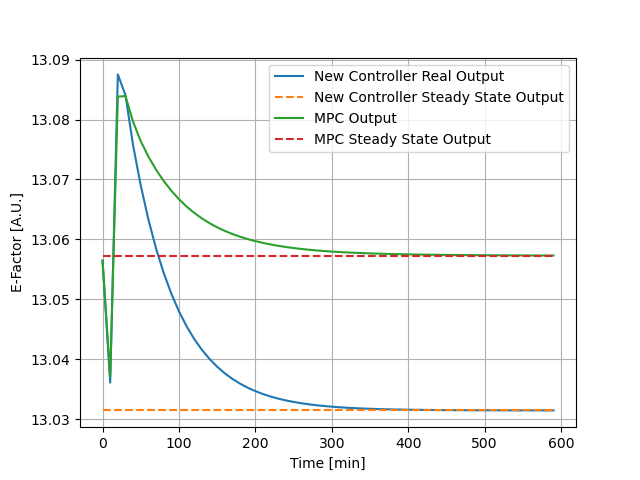 13.09
13.08
13.07
13.06
13.05
13.04
13.03
E-Factor [A.U.]
New Controller Real Output
New Controller Steady State Output
MPC Output
MPC Steady State Output
0 100 200 300 400 500 600
Time [min]